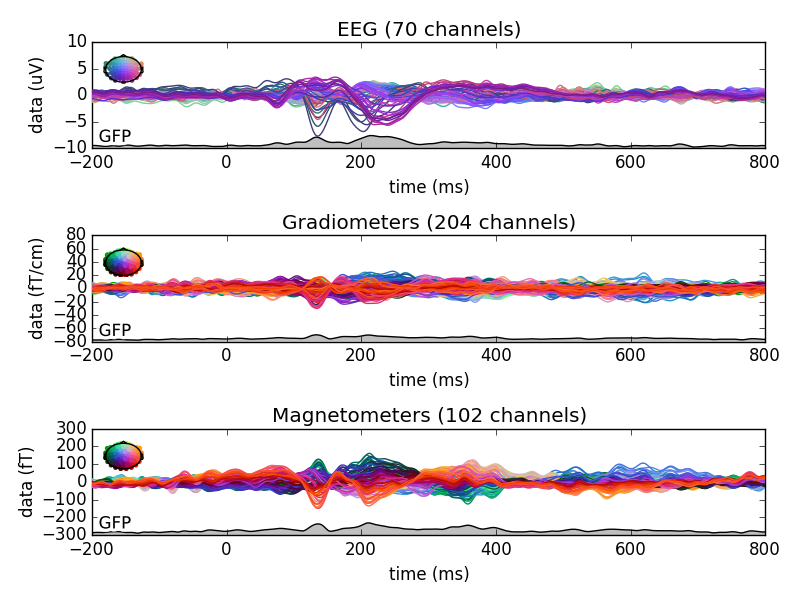 EEG (70 channels)
data (uV)
10
5
0
−5
−10
GFP
−200 0 200 400 600 800
time (ms)
Gradiometers (204 channels)
data (fT/cm)
80
60
40
20
0
−20
−40
−60
−80
GFP
−200 0 200 400 600 800
time (ms)
Magnetometers (102 channels)
data (fT)
300
200
100
0
−100
−200
−300
GFP
−200 0 200 400 600 800
time (ms)